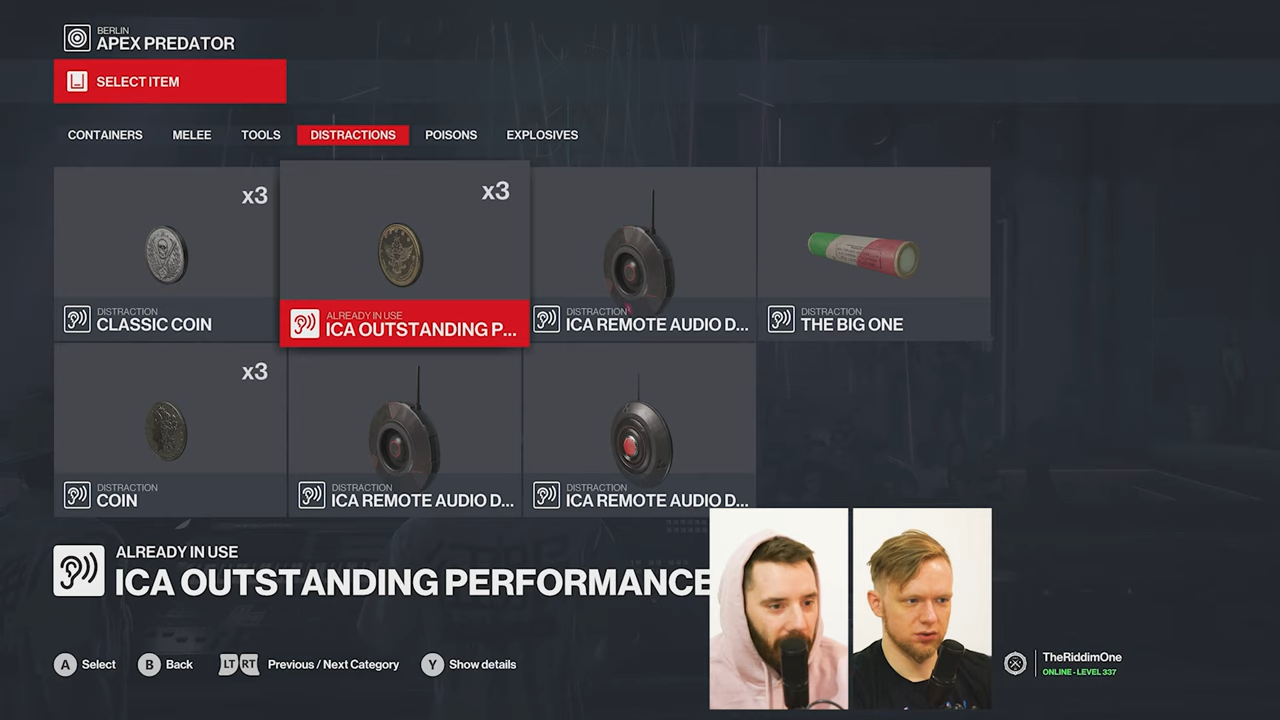 BERLIN
APEX PREDATOR
SELECT ITEM
CONTAINERS MELEE TOOLS DISTRACTIONS POISONS EXPLOSIVES
x3
x3
DISTRACTION
CLASSIC COIN
ALREADY IN USE
ICA OUTSTANDING P...
DISTRACTION
ICA REMOTE AUDIO D...
DISTRACTION
THE BIG ONE
x3
DISTRACTION
COIN
DISTRACTION
ICA REMOTE AUDIO D...
DISTRACTION
ICA REMOTE AUDIO D...
ALREADY IN USE
ICA OUTSTANDING PERFORMANCE
A Select B Back LT RT Previous / Next Category Y Show details
TheRiddimOne
ONLINE - LEVEL 337